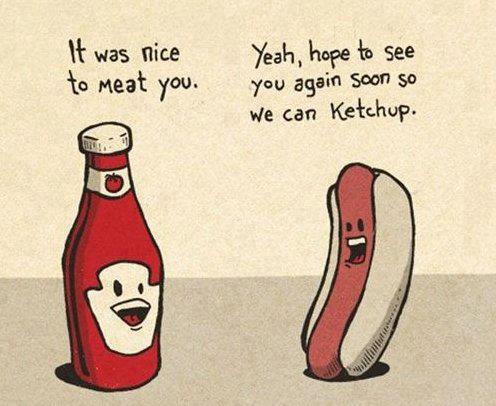 It was nice
to meat you.
Yeah, hope to see
you again soon so
we can Ketchup.